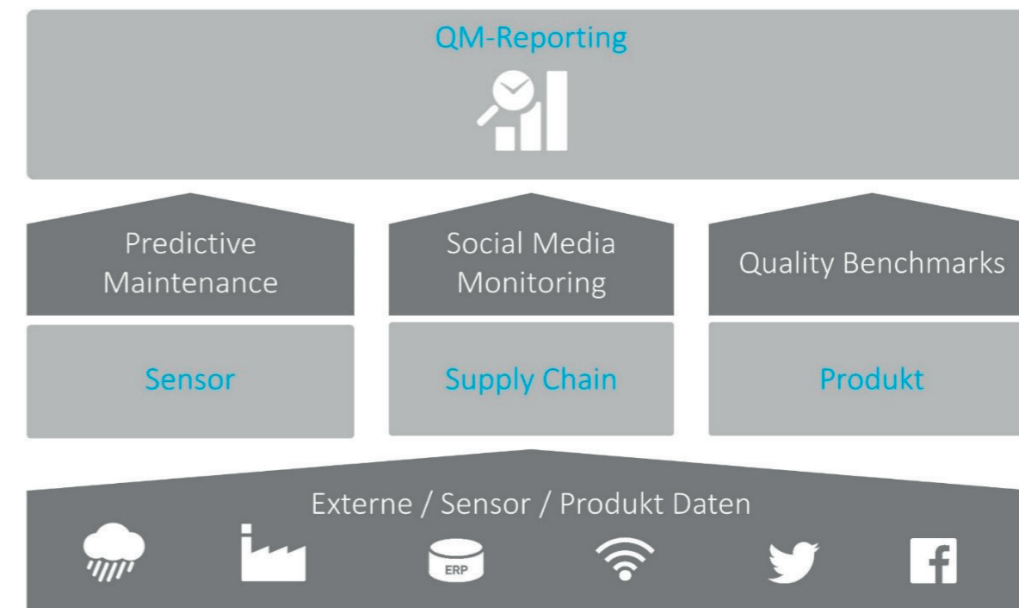 QM-Reporting
Predictive
Maintenance
Social Media
Monitoring
Quality Benchmarks
Sensor
Supply Chain
Produkt
Externe / Sensor / Produkt Daten
ERP